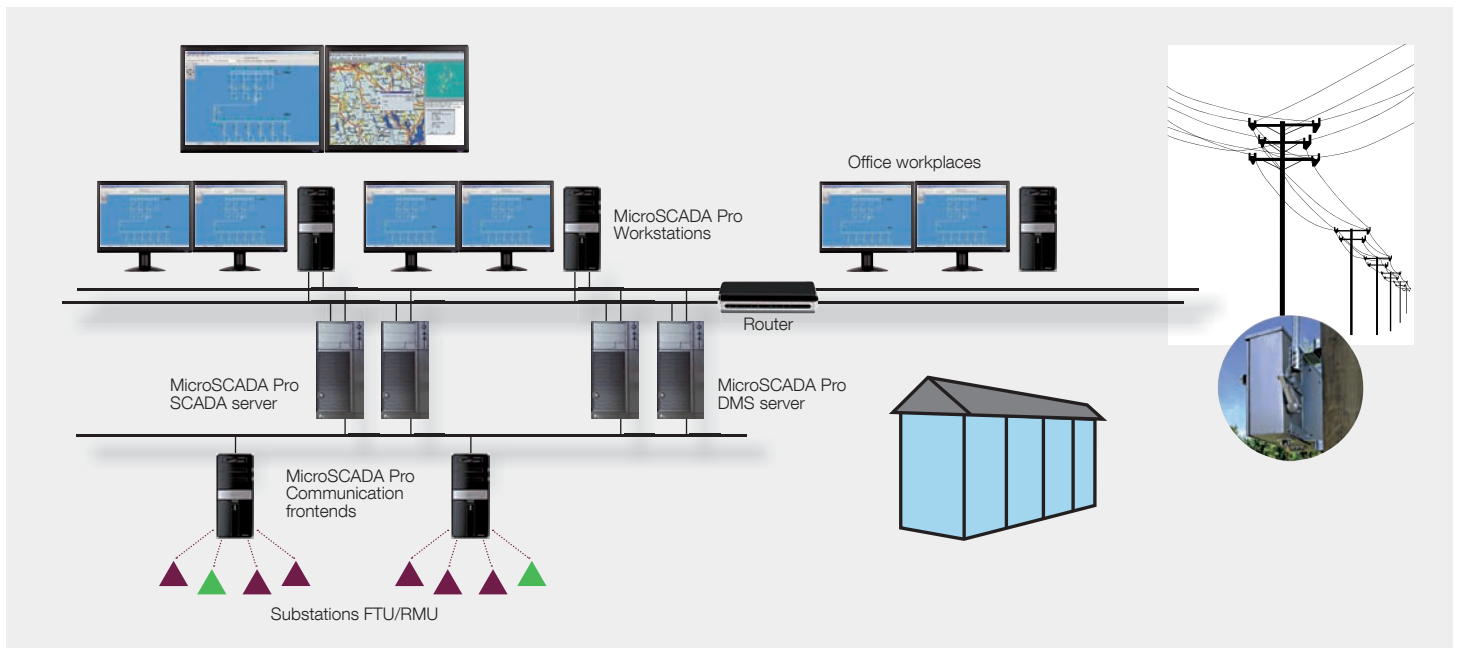 Office workplaces
MicroSCADA Pro
Workstations
Router
MicroSCADA Pro
SCADA server
MicroSCADA Pro
DMS server
MicroSCADA Pro
Communication
frontends
Substations FTU/RMU